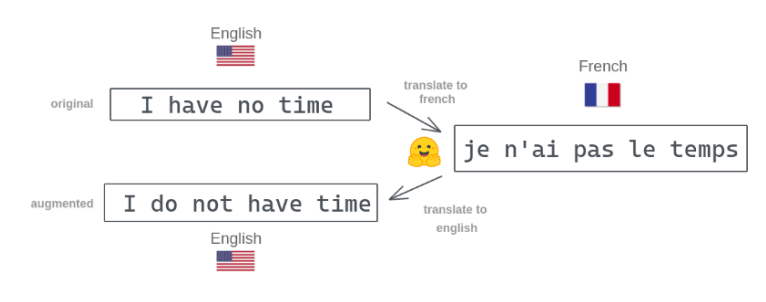 English
French
translate to
french
original
I have no time
je n'ai pas le temps
augmented
I do not have time
translate to
english
English